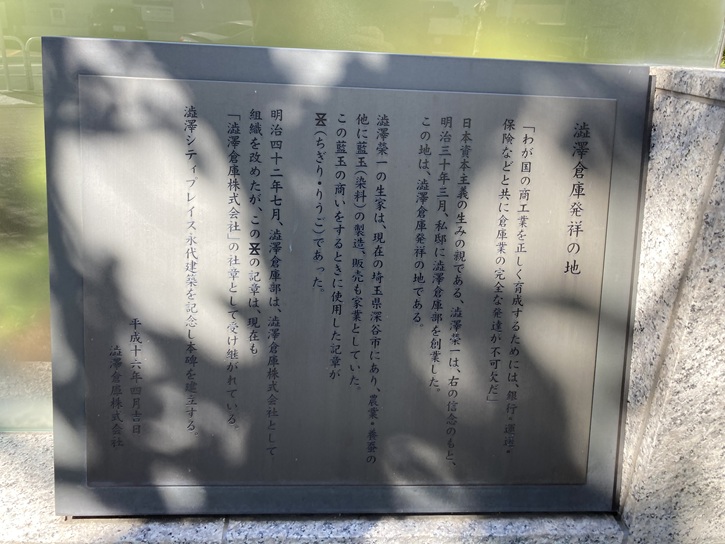 澁澤倉庫発祥の地
「わが国の商工業を正しく育成するためには、銀行・運送・
保険などと共に倉庫業の完全な発達が不可欠だ」
日本資本主義の生みの親である、澁澤榮一は、右の信念のもと、
明治三十年三月、私邸に澁澤倉庫部を創業した。
この地は、澁澤倉庫発祥の地である。
澁澤榮一の生家は、現在の埼玉県深谷市にあり、農業・養蚕の
他に藍玉(染料)の製造、販売も家業としていた。
この藍玉の商いをするときに使用した記章が
(ちぎり・りうご)であった。
明治四十二年七月、澁澤倉庫部は、澁澤倉庫株式会社として
組織を改めたが、この の記章は、現在も
「澁澤倉庫株式会社」の社章として受け継がれている。
澁澤シティプレイス永代建築を記念し本碑を建立する。
平成十六年四月吉日
澁澤倉庫株式会社